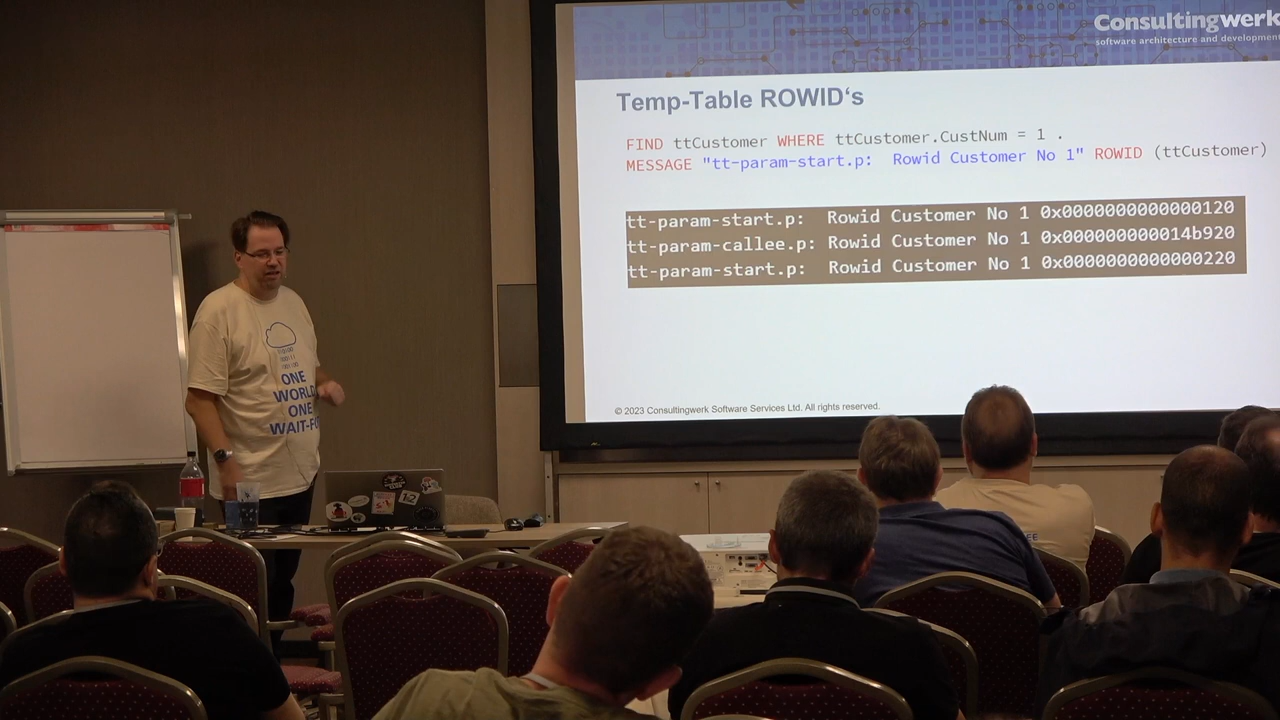 Consultingwerk
software architecture and development
Temp-Table ROWID‘s
FIND ttCustomer WHERE ttCustomer.CustNum = 1 .
MESSAGE "tt-param-start.p:  Rowid Customer No 1" ROWID (ttCustomer)
tt-param-start.p:  Rowid Customer No 1 0x0000000000000120
tt-param-callee.p: Rowid Customer No 1 0x000000000014b920
tt-param-start.p:  Rowid Customer No 1 0x0000000000000220
© 2023 Consultingwerk Software Services Ltd. All rights reserved.
ONE
WORLD
ONE